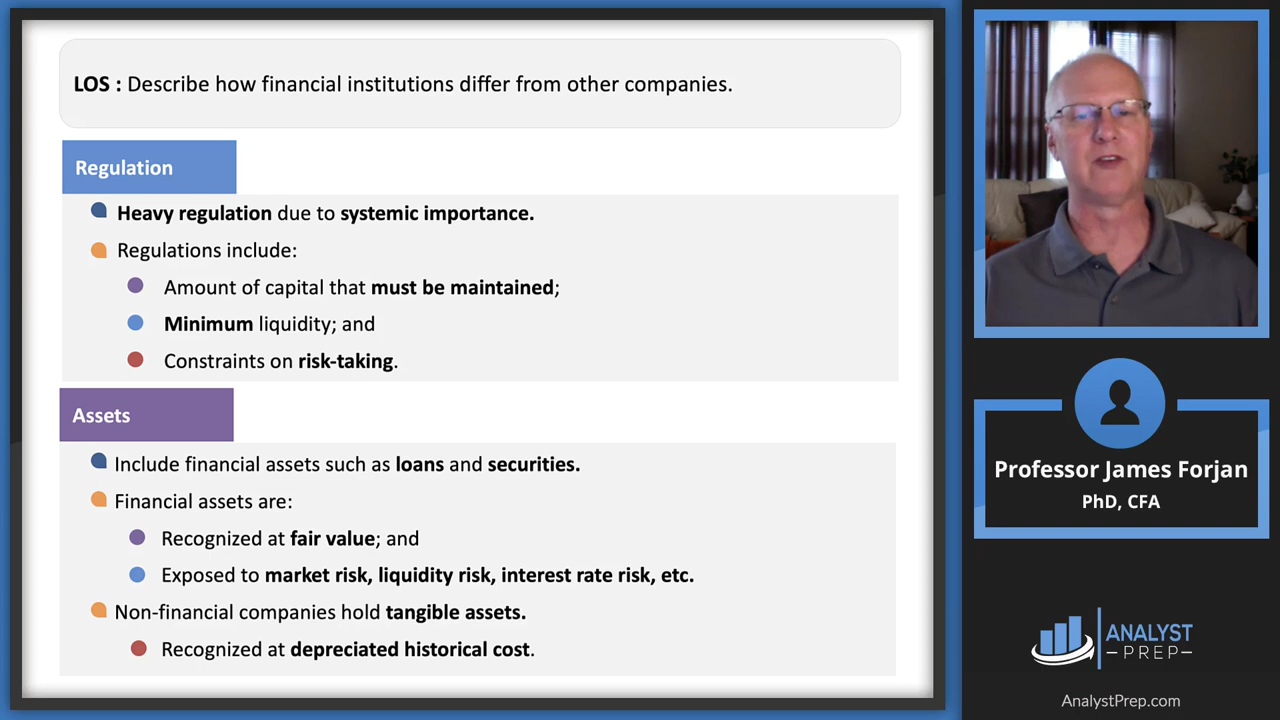 LOS : Describe how financial institutions differ from other companies.
Regulation
Heavy regulation due to systemic importance.
Regulations include:
Amount of capital that must be maintained;
Minimum liquidity; and
Constraints on risk-taking.
Assets
Include financial assets such as loans and securities.
Financial assets are:
Recognized at fair value; and
Exposed to market risk, liquidity risk, interest rate risk, etc.
Non-financial companies hold tangible assets.
Recognized at depreciated historical cost.
Professor James Forjan
PhD, CFA
ANALYST
PREP
AnalystPrep.com